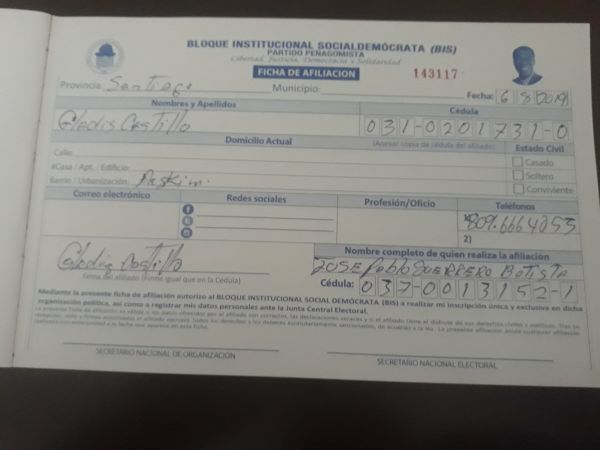 BLOQUE INSTITUCIONAL SOCIALDEMÓCRATA (BIS)
PARTIDO PEÑAGOMISTA
Libertad, Justicia, Democracia y Solidaridad
FICHA DE AFILIACION 143117
Provincia Santiago Municipio: Fecha: 6 8 2019
Nombres y Apellidos Cédula
Gledis Castillo 031-0201731-0
Domicilio Actual (Anexar copia de cédula del afiliado) Estado Civil
Calle: Casado
#Casa / Apt. / Edificio: Soltero
Barrio / Urbanización: Conviviente
Correo electrónico Redes sociales Profesión/Oficio Teléfonos
1) 809.6664053
2)
Nombre completo de quien realiza la afiliación
Gledis Castillo JOSE Pablo GUERRERO Batista
Firma del afiliado (Firma igual que en la Cédula) Cédula: 037-0013152-1
Mediante la presente ficha de afiliación autorizo al BLOQUE INSTITUCIONAL SOCIAL DEMÓCRATA (BIS) a realizar mi inscripción única y exclusiva en dicha
organización política, así como a registrar mis datos personales ante la Junta Central Electoral.
SECRETARIO NACIONAL DE ORGANIZACIÓN SECRETARIO NACIONAL ELECTORAL